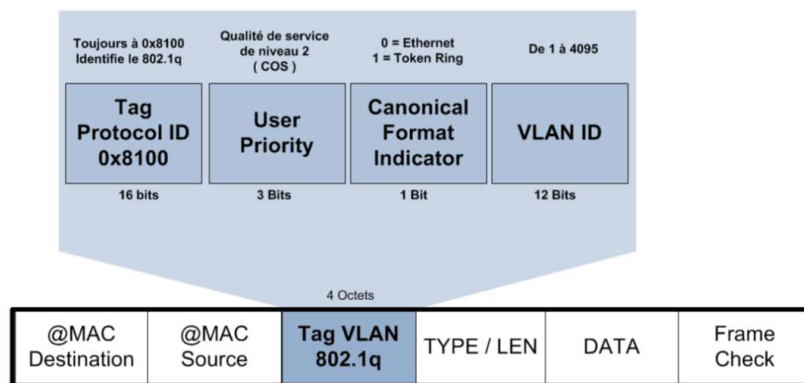 Toujours à 0x8100
Identifie le 802.1q
Qualité de service
de niveau 2
( COS )
0 = Ethernet
1 = Token Ring
De 1 à 4095
Tag
Protocol ID
0x8100
User
Priority
Canonical
Format
Indicator
VLAN ID
16 bits
3 Bits
1 Bit
12 Bits
4 Octets
@MAC
Destination
@MAC
Source
Tag VLAN
802.1q
TYPE / LEN
DATA
Frame
Check